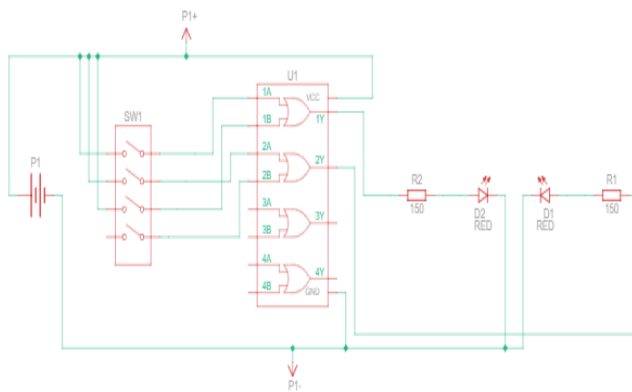 P1+
U1
SW1
VCC
1A
1Y
1B
2A
2Y
2B
P1
R2
150
D2
RED
D1
RED
R1
150
3A
3Y
3B
4A
4Y
4B
GND
P1-